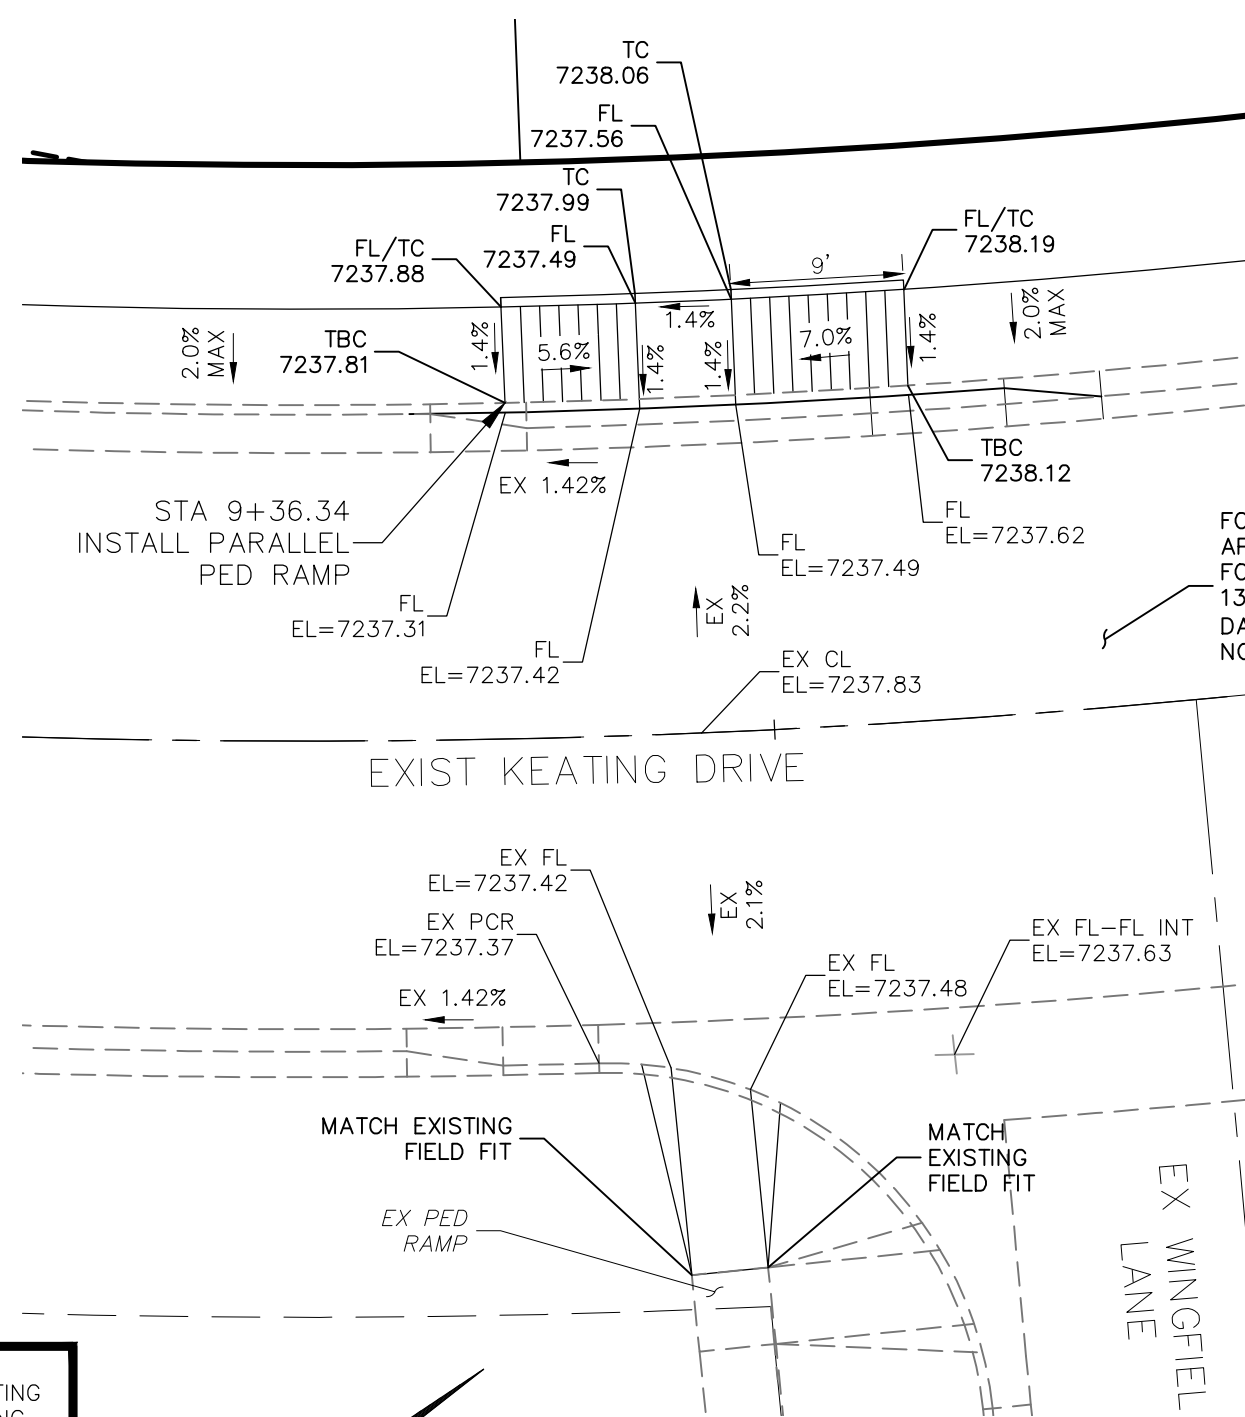 TC
7238.06
FL
7237.56
TC
7237.99
FL
7237.49
FL/TC
7237.88
FL/TC
7238.19
9'
1.4%
2.0%
MAX
TBC
7237.81
1.4%
5.6%
1.4%
1.4%
7.0%
1.4%
2.0%
MAX
EX 1.42%
TBC
7238.12
STA 9+36.34
INSTALL PARALLEL
PED RAMP
FL
EL=7237.62
FL
EL=7237.49
FL
EL=7237.31
FL
EL=7237.42
EX
2.2%
EX CL
EL=7237.83
EXIST KEATING DRIVE
EX FL
EL=7237.42
EX PCR
EL=7237.37
EX
2.1%
EX FL
EL=7237.48
EX FL-FL INT
EL=7237.63
EX 1.42%
MATCH EXISTING
FIELD FIT
MATCH
EXISTING
FIELD FIT
EX PED
RAMP
EX WINGFIEL
LANE
TING